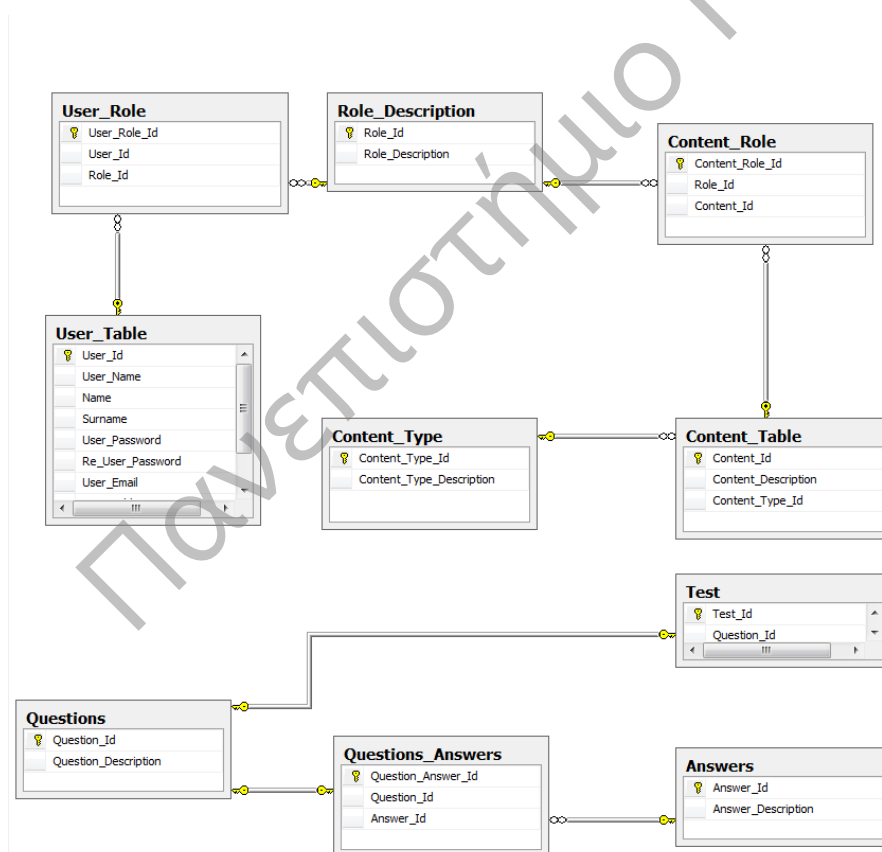 User_Role
User_Role_Id
User_Id
Role_Id
Role_Description
Role_Id
Role_Description
Content_Role
Content_Role_Id
Role_Id
Content_Id
User_Table
User_Id
User_Name
Name
Surname
User_Password
Re_User_Password
User_Email
Content_Type
Content_Type_Id
Content_Type_Description
Content_Table
Content_Id
Content_Description
Content_Type_Id
Test
Test_Id
Question_Id
Questions
Question_Id
Question_Description
Questions_Answers
Question_Answer_Id
Question_Id
Answer_Id
Answers
Answer_Id
Answer_Description
Πανεπιστήμιο